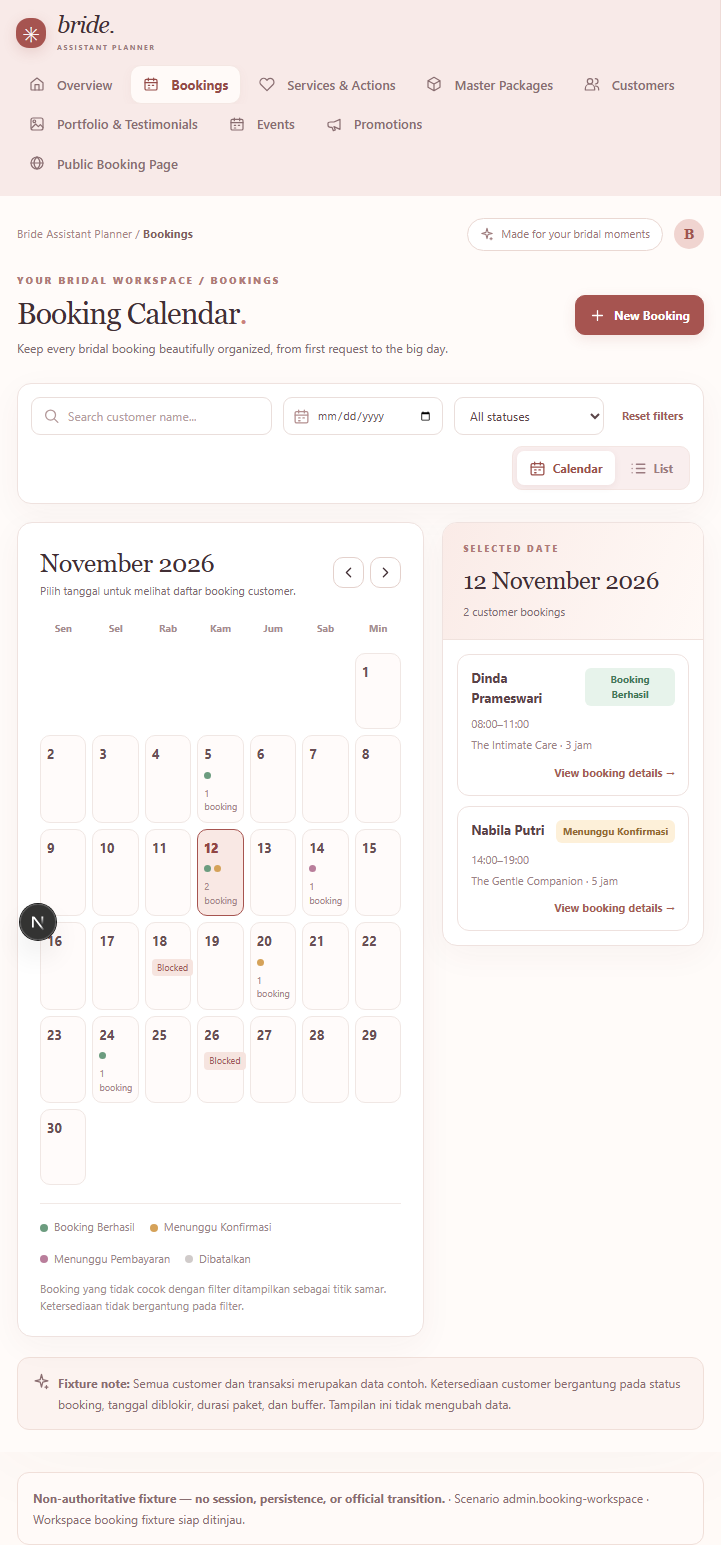 bride.
ASSISTANT PLANNER
Overview
Bookings
Services & Actions
Master Packages
Customers
Portfolio & Testimonials
Events
Promotions
Public Booking Page
Bride Assistant Planner / Bookings
Made for your bridal moments
B
YOUR BRIDAL WORKSPACE / BOOKINGS
Booking Calendar.
New Booking
Keep every bridal booking beautifully organized, from first request to the big day.
Search customer name...
mm/dd/yyyy
All statuses
Reset filters
Calendar
List
November 2026
Pilih tanggal untuk melihat daftar booking customer.
Sen Sel Rab Kam Jum Sab Min
1
2 3 4 5 6 7 8
1
booking
9 10 11 12 13 14 15
2 1
booking booking
N
16 17 18 19 20 21 22
Blocked
1
booking
23 24 25 26 27 28 29
Blocked
1
booking
30
Booking Berhasil
Menunggu Konfirmasi
Menunggu Pembayaran
Dibatalkan
Booking yang tidak cocok dengan filter ditampilkan sebagai titik samar.
Ketersediaan tidak bergantung pada filter.
SELECTED DATE
12 November 2026
2 customer bookings
Dinda
Prameswari
Booking
Berhasil
08:00–11:00
The Intimate Care · 3 jam
View booking details →
Nabila Putri
Menunggu Konfirmasi
14:00–19:00
The Gentle Companion · 5 jam
View booking details →
Fixture note: Semua customer dan transaksi merupakan data contoh. Ketersediaan customer bergantung pada status
booking, tanggal diblokir, durasi paket, dan buffer. Tampilan ini tidak mengubah data.
Non-authoritative fixture — no session, persistence, or official transition. · Scenario admin.booking-workspace ·
Workspace booking fixture siap ditinjau.